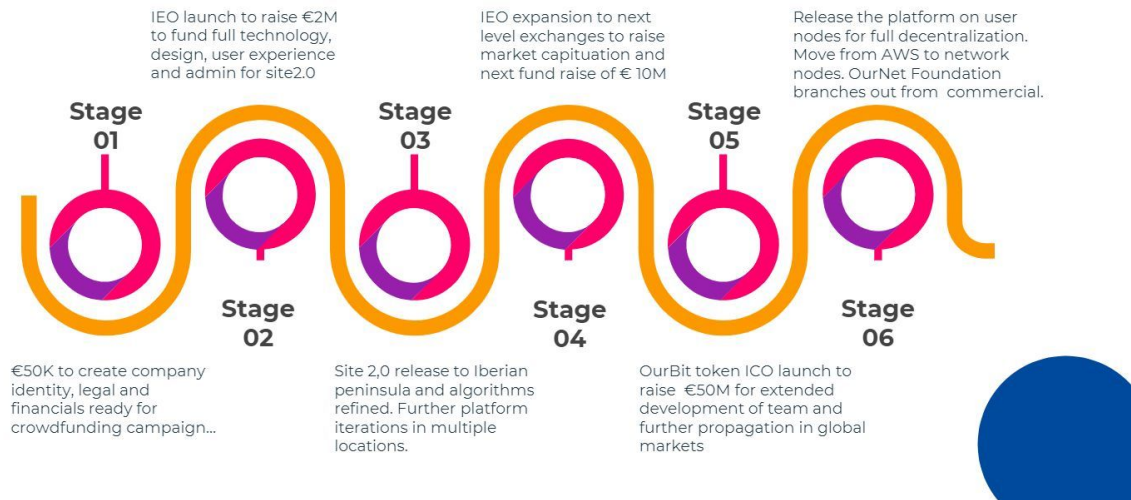 Stage
01
€50K to create company
identity, legal and
financials ready for
crowdfunding campaign...
IEO launch to raise €2M
to fund full technology,
design, user experience
and admin for site2.0
Stage
02
Stage
03
Site 2,0 release to Iberian
peninsula and algorithms
refined. Further platform
iterations in multiple
locations.
IEO expansion to next
level exchanges to raise
market capituation and
next fund raise of € 10M
Stage
04
Stage
05
OurBit token ICO launch to
raise €50M for extended
development of team and
further propagation in global
markets
Release the platform on user
nodes for full decentralization.
Move from AWS to network
nodes. OurNet Foundation
branches out from commercial.
Stage
06